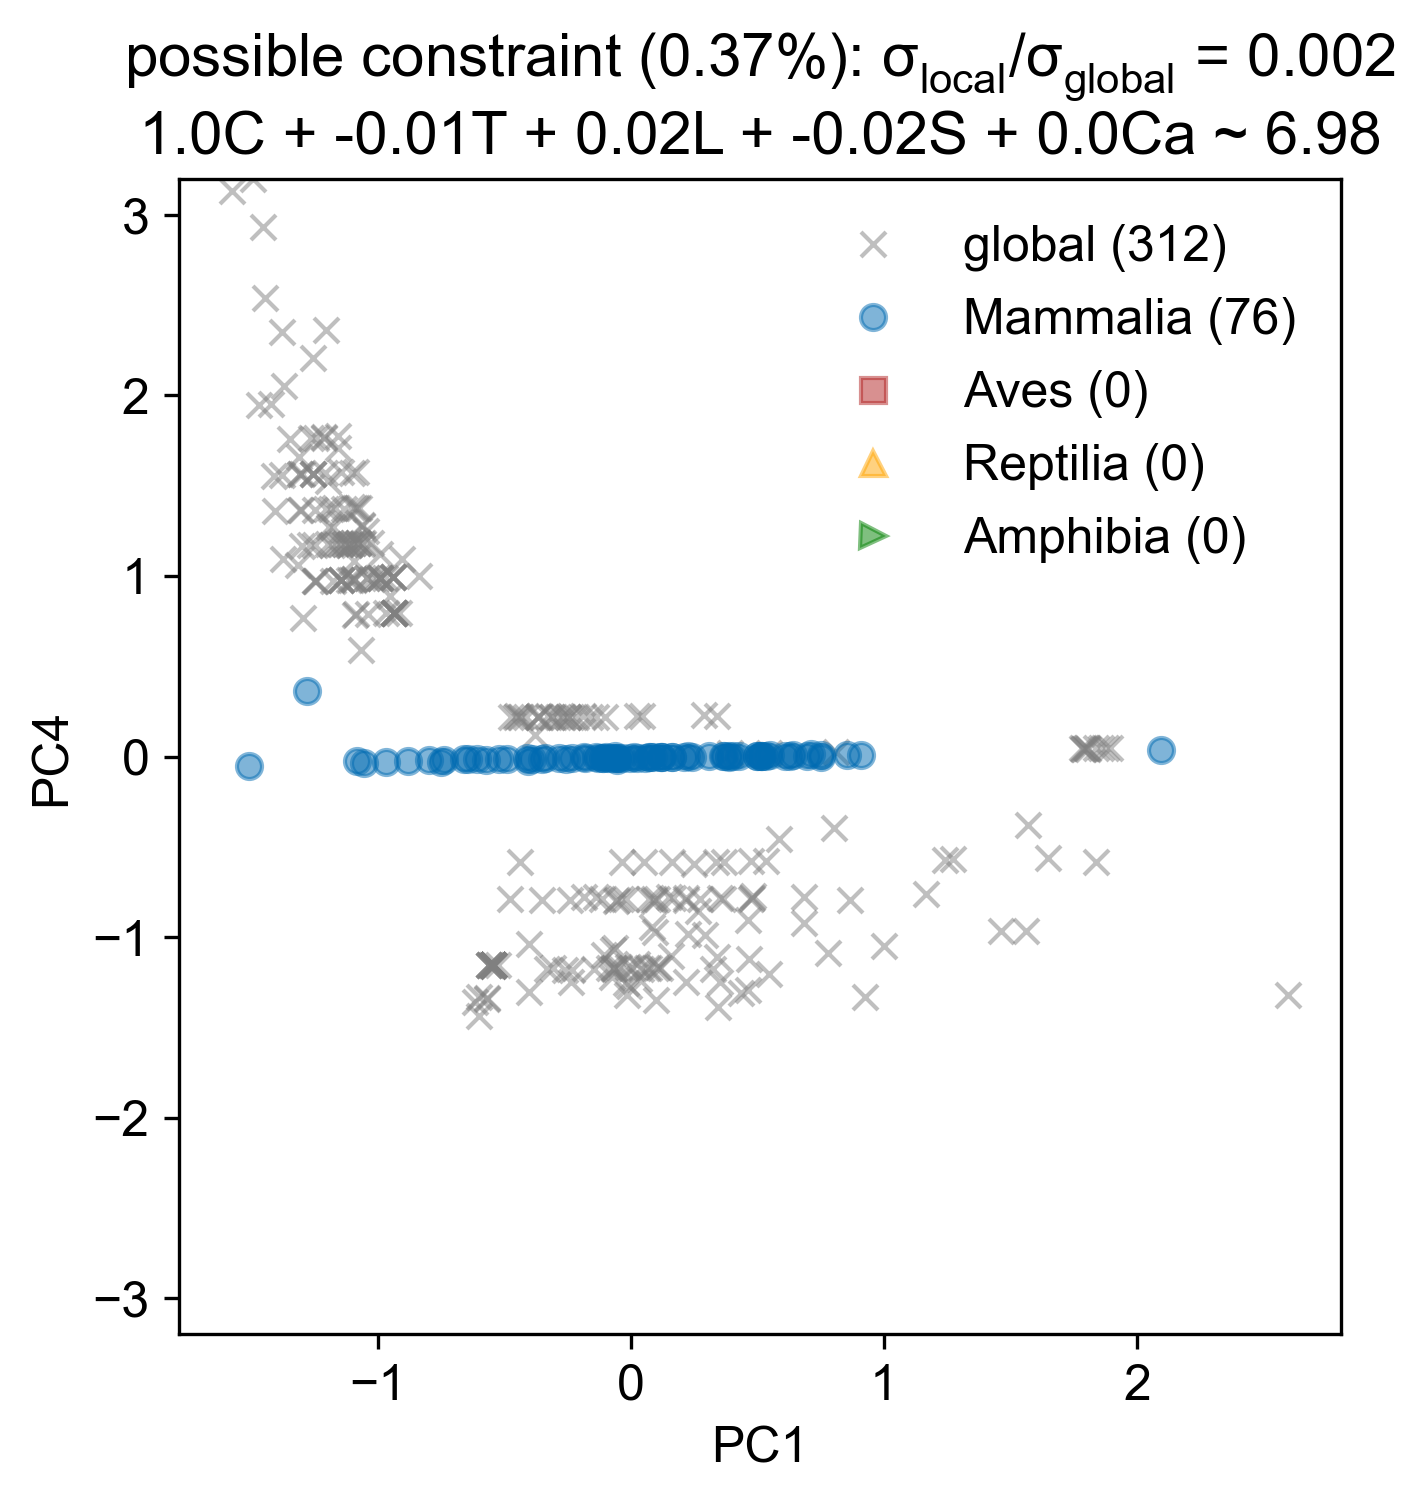 possible constraint (0.37%): σlocal/σglobal = 0.002
1.0C + -0.01T + 0.02L + -0.02S + 0.0Ca ~ 6.98
global (312)
Mammalia (76)
Aves (0)
Reptilia (0)
Amphibia (0)
3
2
1
0
−1
−2
−3
PC4
−1 0 1 2
PC1